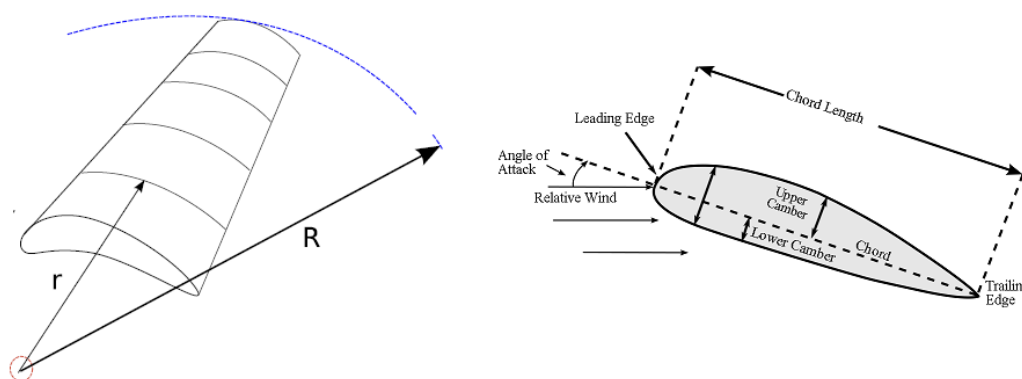 r
R
Chord Length
Leading Edge
Angle of
Attack
Relative Wind
Upper
Camber
Lower Camber
Chord
Trailin
Edge